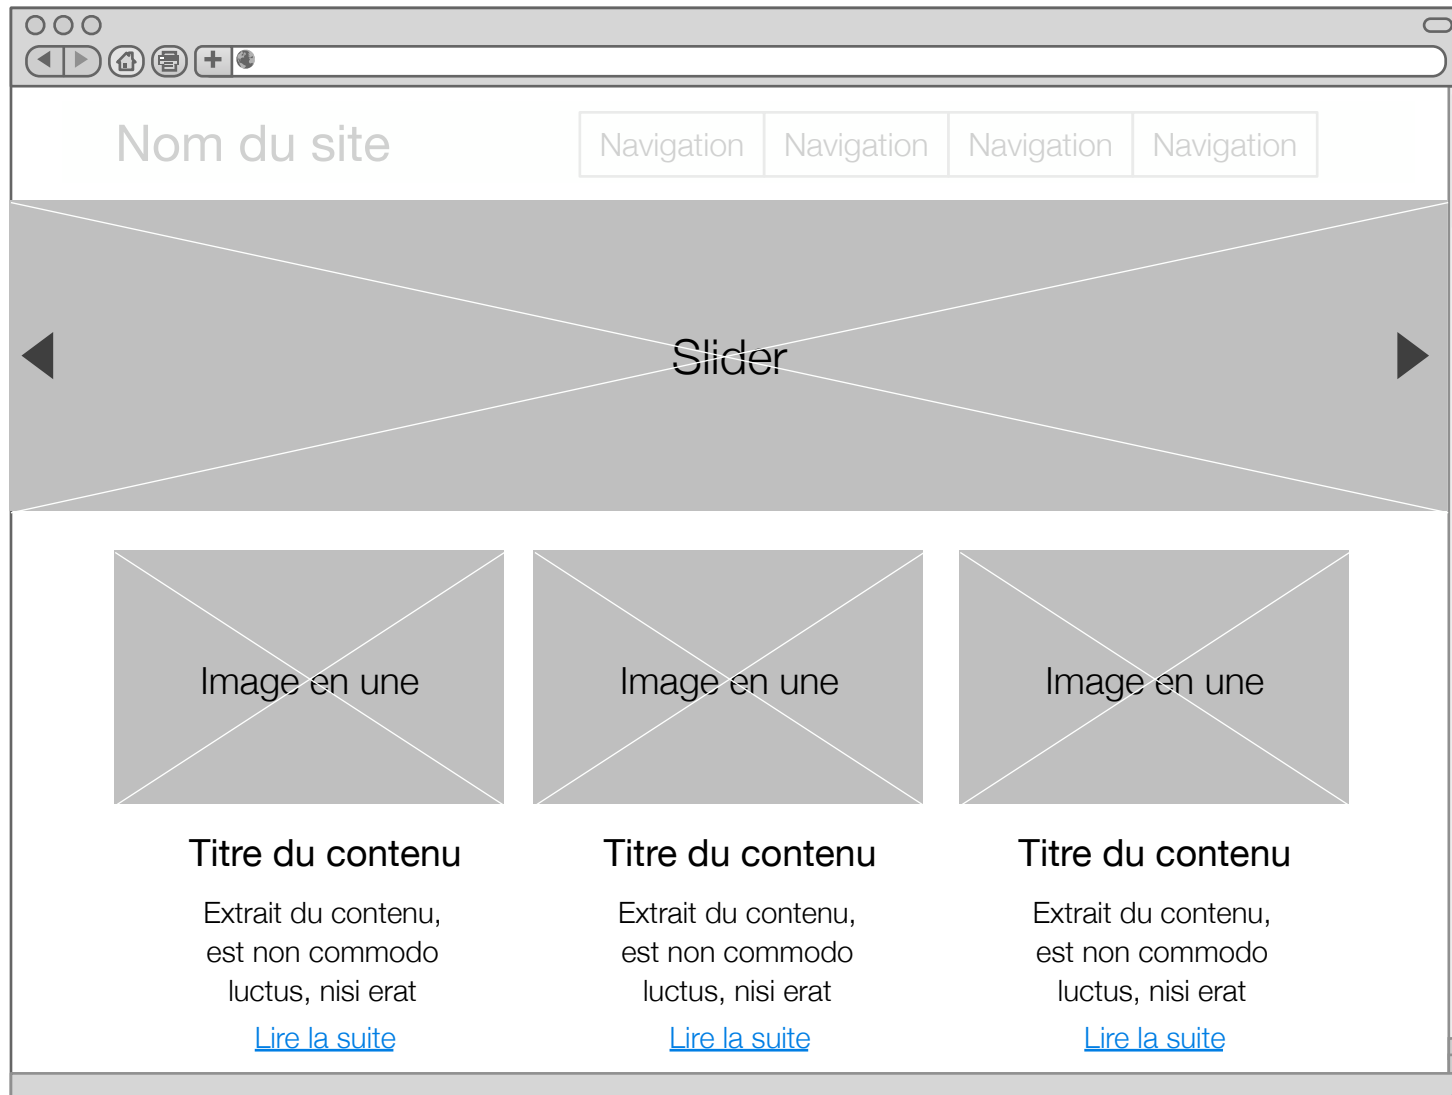 Nom du site
Navigation Navigation Navigation Navigation
Slider
Image en une
Image en une
Image en une
Titre du contenu
Extrait du contenu,
est non commodo
luctus, nisi erat
Lire la suite
Titre du contenu
Extrait du contenu,
est non commodo
luctus, nisi erat
Lire la suite
Titre du contenu
Extrait du contenu,
est non commodo
luctus, nisi erat
Lire la suite